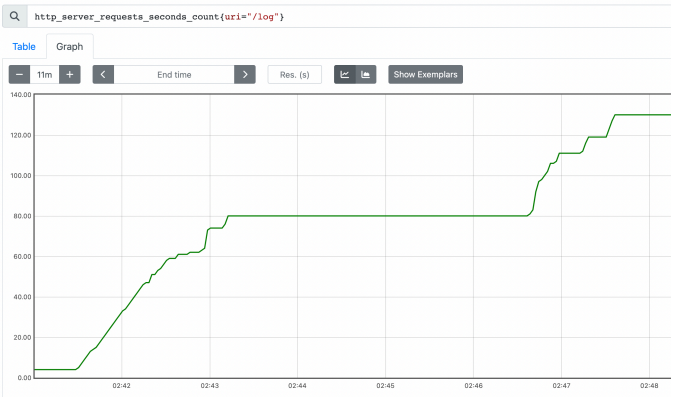 http_server_requests_seconds_count{uri="/log"}
Table Graph
− 11m + < End time > Res. (s) Show Exemplars
140.00
120.00
100.00
80.00
60.00
40.00
20.00
0.00
02:42 02:43 02:44 02:45 02:46 02:47 02:48